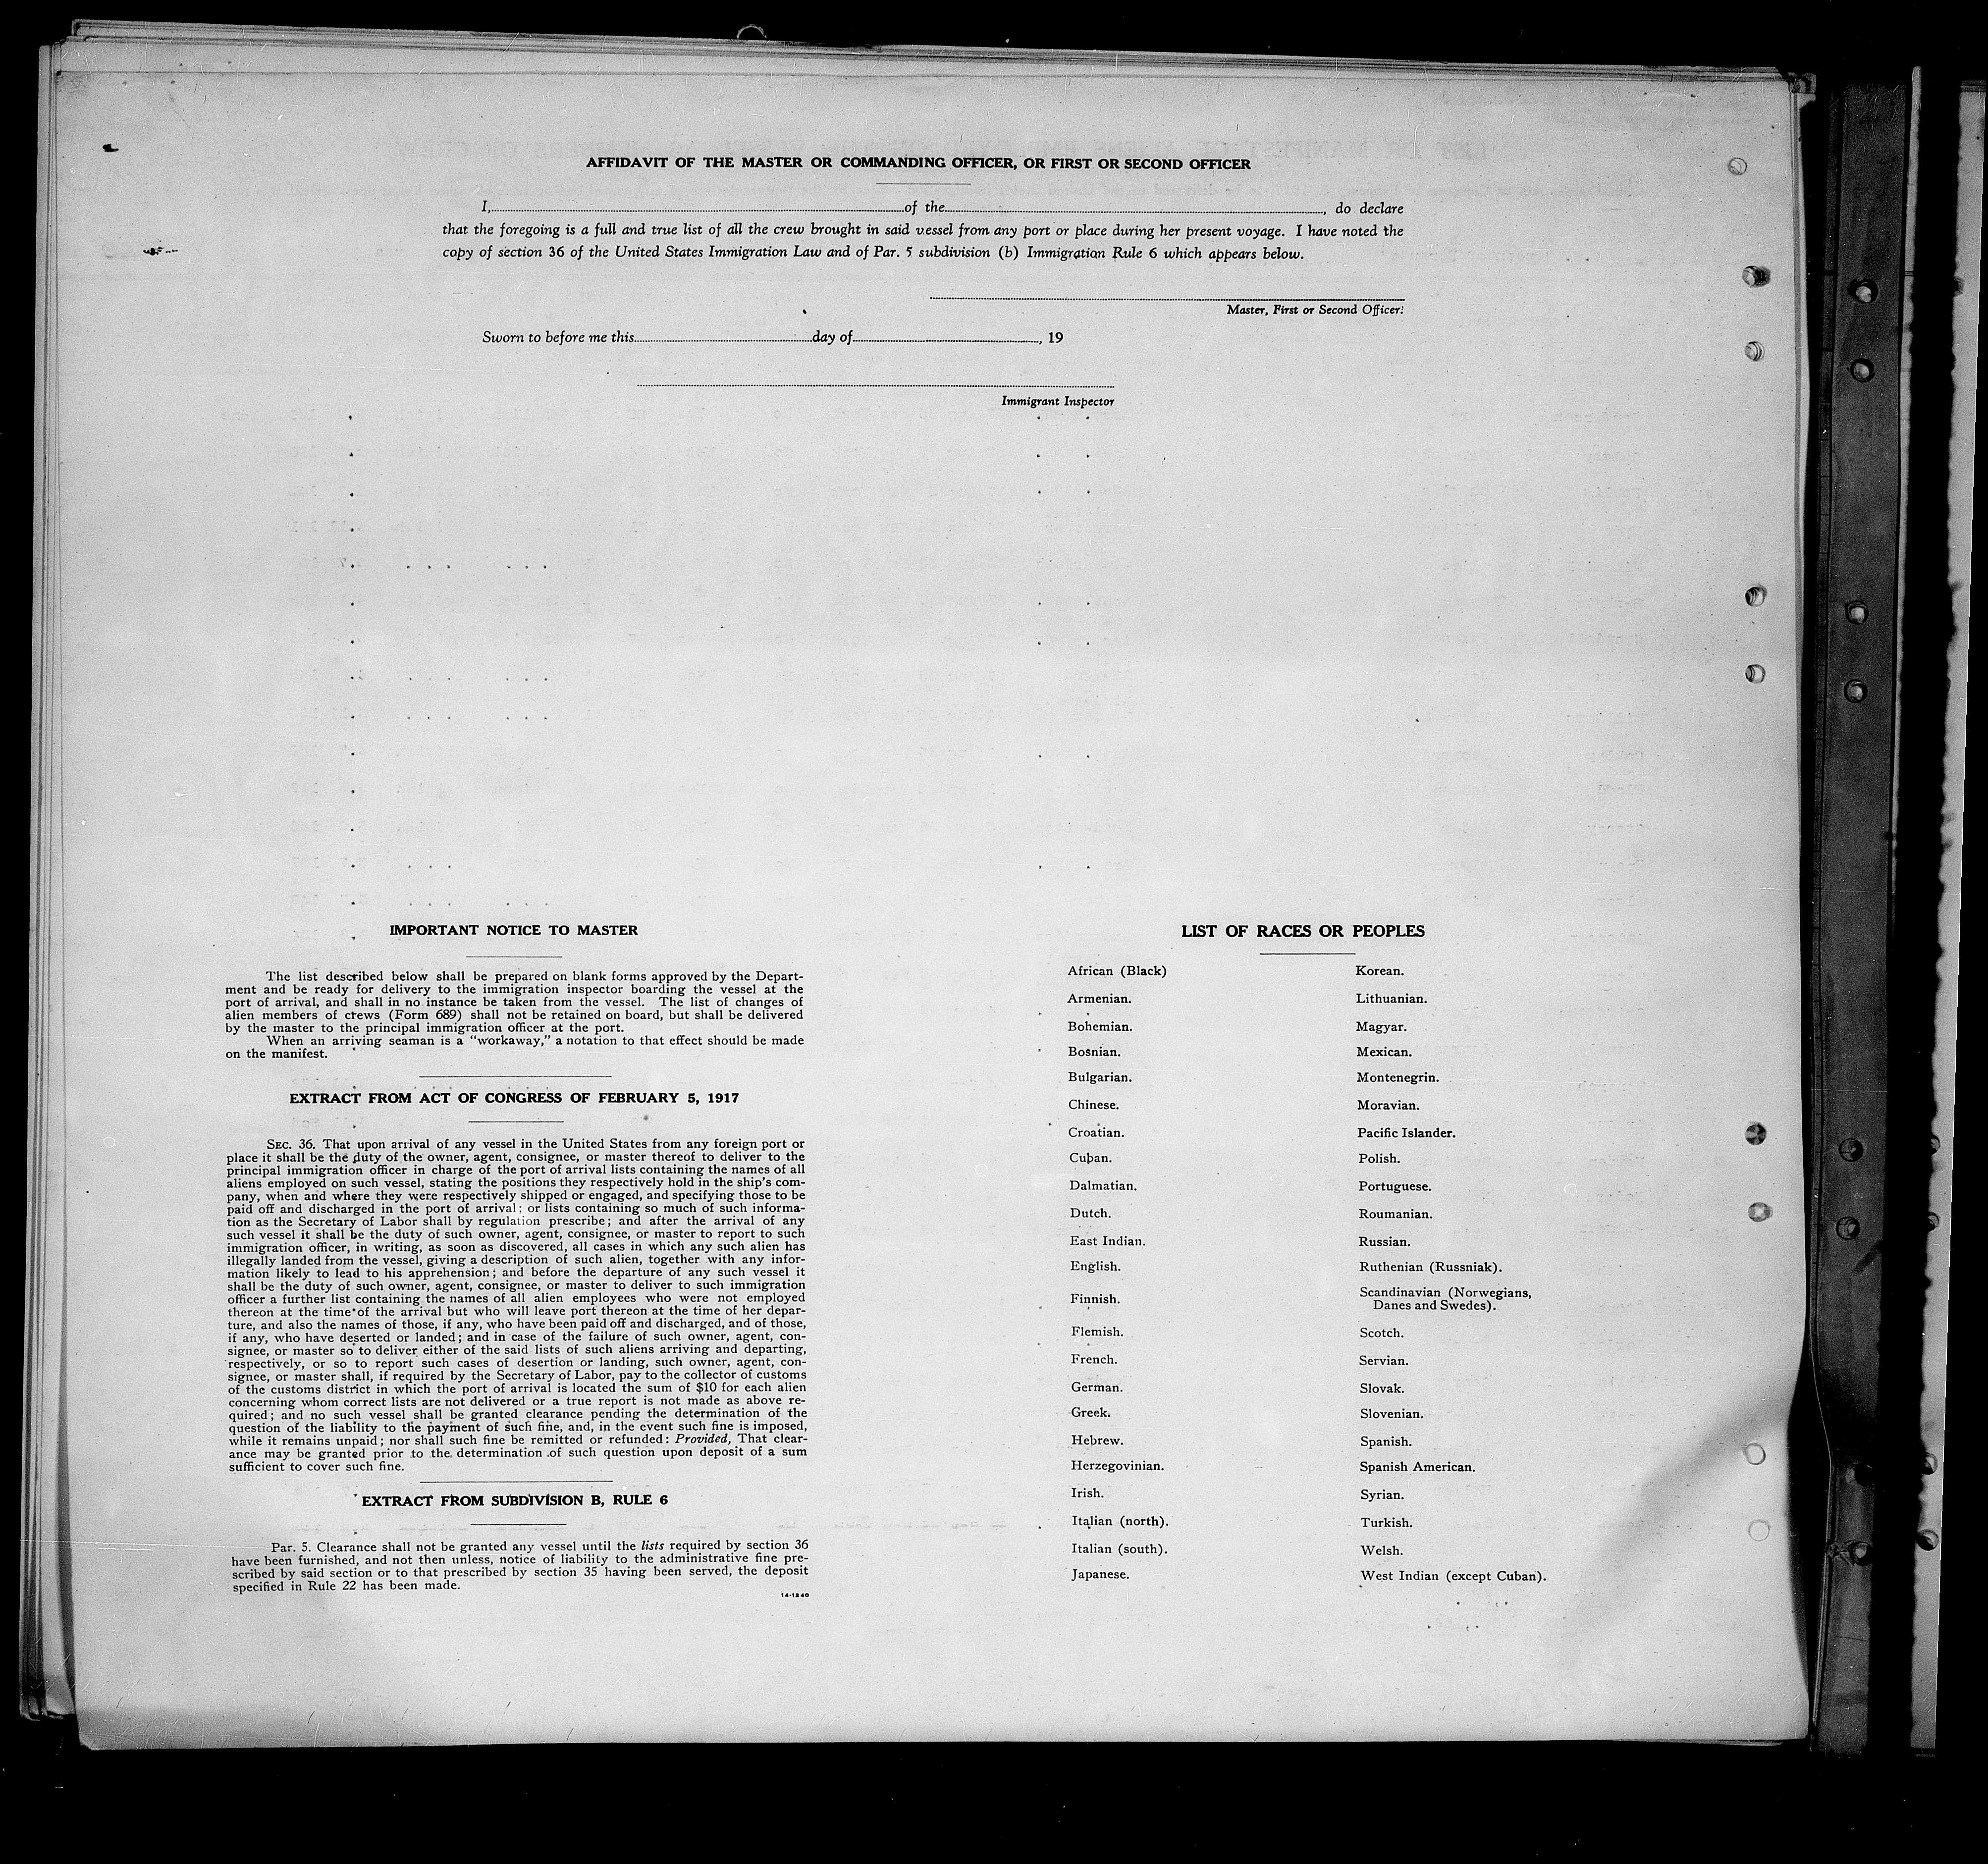 AFFIDAVIT OF THE MASTER OR COMMANDING OFFICER, OR FIRST OR SECOND OFFICER
I,..........of the.........., do declare
that the foregoing is a full and true list of all the crew brought in said vessel from any port or place during her present voyage. I have noted the
copy of section 36 of the United States Immigration Law and of Par. 5 subdivision (b) Immigration Rule 6 which appears below.
Master, First or Second Officer.
Sworn to before me this..........day of.........., 19
Immigrant Inspector
IMPORTANT NOTICE TO MASTER
The list described below shall be prepared on blank forms approved by the Depart-
ment and be ready for delivery to the immigration inspector boarding the vessel at the
port of arrival, and shall in no instance be taken from the vessel. The list of changes of
alien members of crews (Form 689) shall not be retained on board, but shall be delivered
by the master to the principal immigration officer at the port.
When an arriving seaman is a "workaway," a notation to that effect should be made
on the manifest.
EXTRACT FROM ACT OF CONGRESS OF FEBRUARY 5, 1917
SEC. 36. That upon arrival of any vessel in the United States from any foreign port or
place it shall be the duty of the owner, agent, consignee, or master thereof to deliver to the
principal immigration officer in charge of the port of arrival lists containing the names of all
aliens employed on such vessel, stating the positions they respectively hold in the ship's com-
pany, when and where they were respectively shipped or engaged, and specifying those to be
paid off and discharged in the port of arrival; or lists containing so much of such informa-
tion as the Secretary of Labor shall by regulation prescribe; and after the arrival of any
such vessel it shall be the duty of such owner, agent, consignee, or master to report to such
immigration officer, in writing, as soon as discovered, all cases in which any such alien has
illegally landed from the vessel, giving a description of such alien, together with any infor-
mation likely to lead to his apprehension; and before the departure of any such vessel it
shall be the duty of such owner, agent, consignee, or master to deliver to such immigration
officer a further list containing the names of all alien employees who were not employed
thereon at the time of the arrival but who will leave port thereon at the time of her depar-
ture, and also the names of those, if any, who have been paid off and discharged, and of those,
if any, who have deserted or landed; and in case of the failure of such owner, agent, con-
signee, or master so to deliver either of the said lists of such aliens arriving and departing,
respectively, or so to report such cases of desertion or landing, such owner, agent, con-
signee, or master shall, if required by the Secretary of Labor, pay to the collector of customs
of the customs district in which the port of arrival is located the sum of $10 for each alien
concerning whom correct lists are not delivered or a true report is not made as above re-
quired; and no such vessel shall be granted clearance pending the determination of the
question of the liability to the payment of such fine, and, in the event such fine is imposed,
while it remains unpaid; nor shall such fine be remitted or refunded: Provided, That clear-
ance may be granted prior to the determination of such question upon deposit of a sum
sufficient to cover such fine.
EXTRACT FROM SUBDIVISION B, RULE 6
Par. 5. Clearance shall not be granted any vessel until the lists required by section 36
have been furnished, and not then unless, notice of liability to the administrative fine pre-
scribed by said section or to that prescribed by section 35 having been served, the deposit
specified in Rule 22 has been made.
14-1240
LIST OF RACES OR PEOPLES
African (Black)
Armenian.
Bohemian.
Bosnian.
Bulgarian.
Chinese.
Croatian.
Cuban.
Dalmatian.
Dutch.
East Indian.
English.
Finnish.
Flemish.
French.
German.
Greek.
Hebrew.
Herzegovinian.
Irish.
Italian (north).
Italian (south).
Japanese.
Korean.
Lithuanian.
Magyar.
Mexican.
Montenegrin.
Moravian.
Pacific Islander.
Polish.
Portuguese.
Roumanian.
Russian.
Ruthenian (Russniak).
Scandinavian (Norwegians,
Danes and Swedes).
Scotch.
Servian.
Slovak.
Slovenian.
Spanish.
Spanish American.
Syrian.
Turkish.
Welsh.
West Indian (except Cuban).